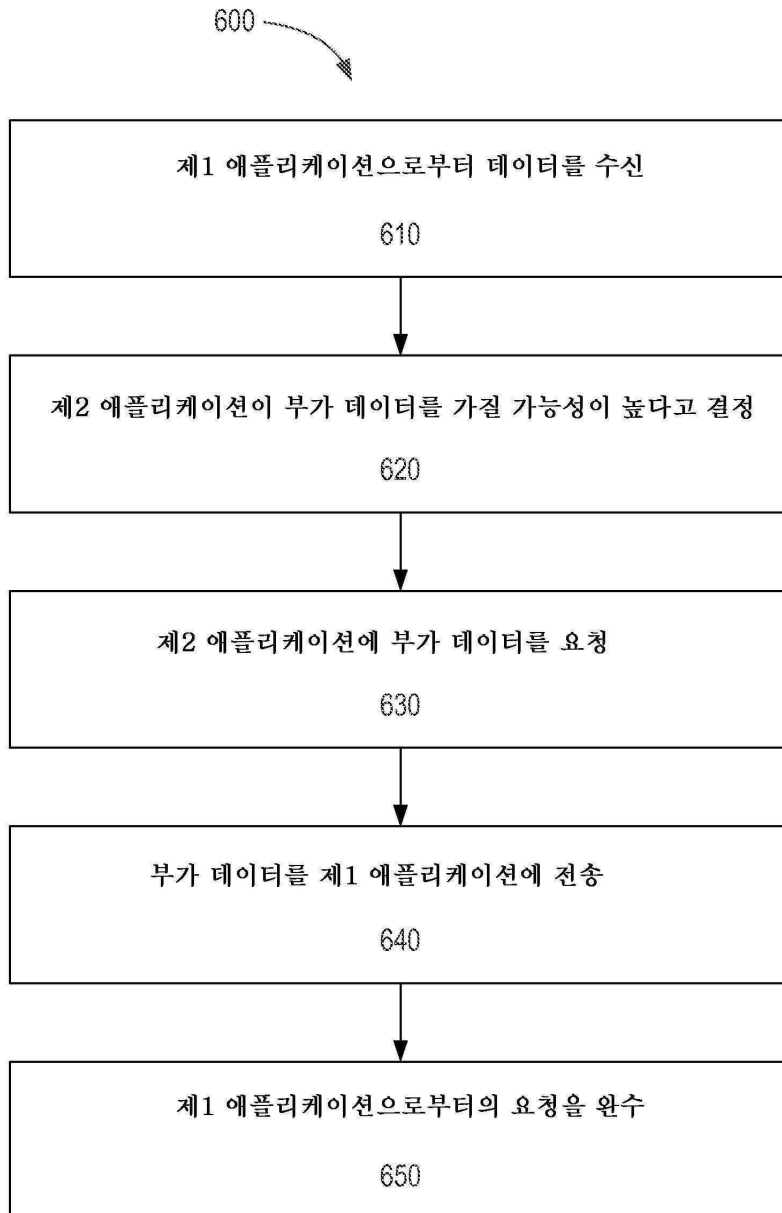 600
제1 애플리케이션으로부터 데이터를 수신
610
제2 애플리케이션이 부가 데이터를 가질 가능성이 높다고 결정
620
제2 애플리케이션에 부가 데이터를 요청
630
부가 데이터를 제1 애플리케이션에 전송
640
제1 애플리케이션으로부터의 요청을 완수
650